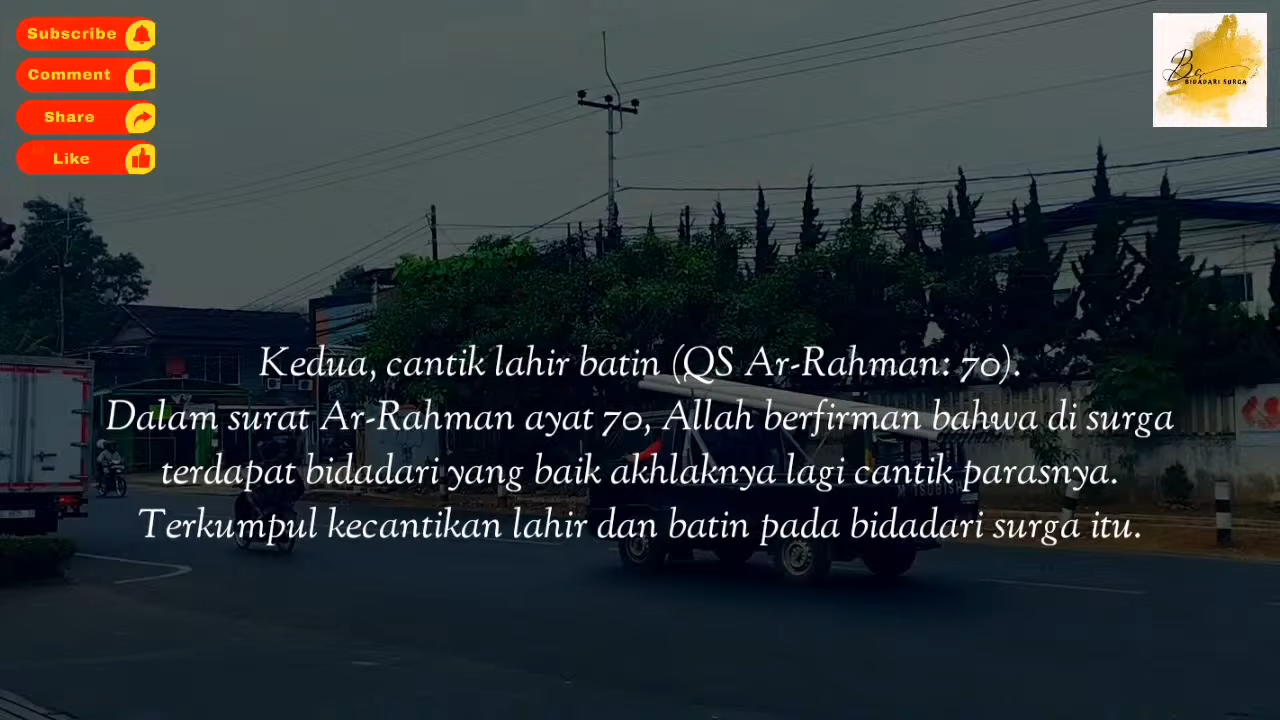 Subscribe
Comment
Share
Like
BIDADARI SURGA
Kedua, cantik lahir batin (QS Ar-Rahman: 70).
Dalam surat Ar-Rahman ayat 70, Allah berfirman bahwa di surga
terdapat bidadari yang baik akhlaknya lagi cantik parasnya.
Terkumpul kecantikan lahir dan batin pada bidadari surga itu.